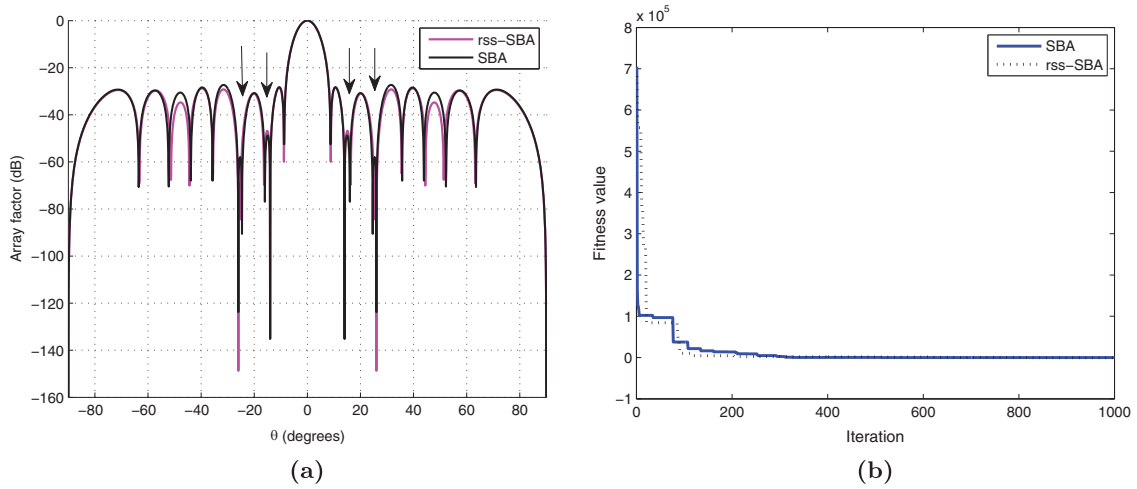 0
−20
−40
−60
−80
−100
−120
−140
−160
−80 −60 −40 −20 0 20 40 60 80
Array factor (dB)
θ (degrees)
rss−SBA
SBA
(a)
x 10^5
8
7
6
5
4
3
2
1
0
−1
0 200 400 600 800 1000
Fitness value
Iteration
SBA
rss−SBA
(b)